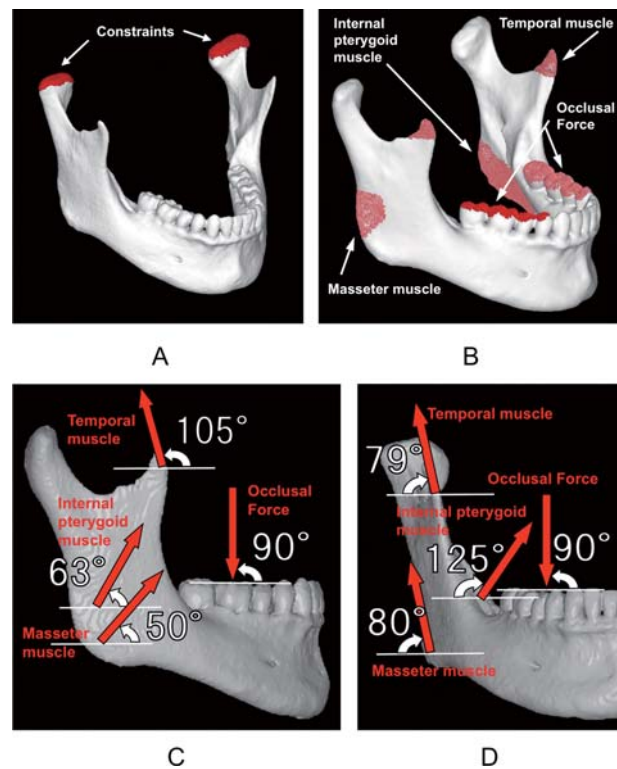 Constraints
Internal
pterygoid
muscle
Temporal muscle
Occlusal
Force
Masseter muscle
A
B
Temporal
muscle
105°
Internal
pterygoid
muscle
Occlusal
Force
63°
90°
50°
Masseter
muscle
Temporal muscle
79°
Occlusal Force
Internal pterygoid
muscle
125°
90°
80°
Masseter muscle
C
D